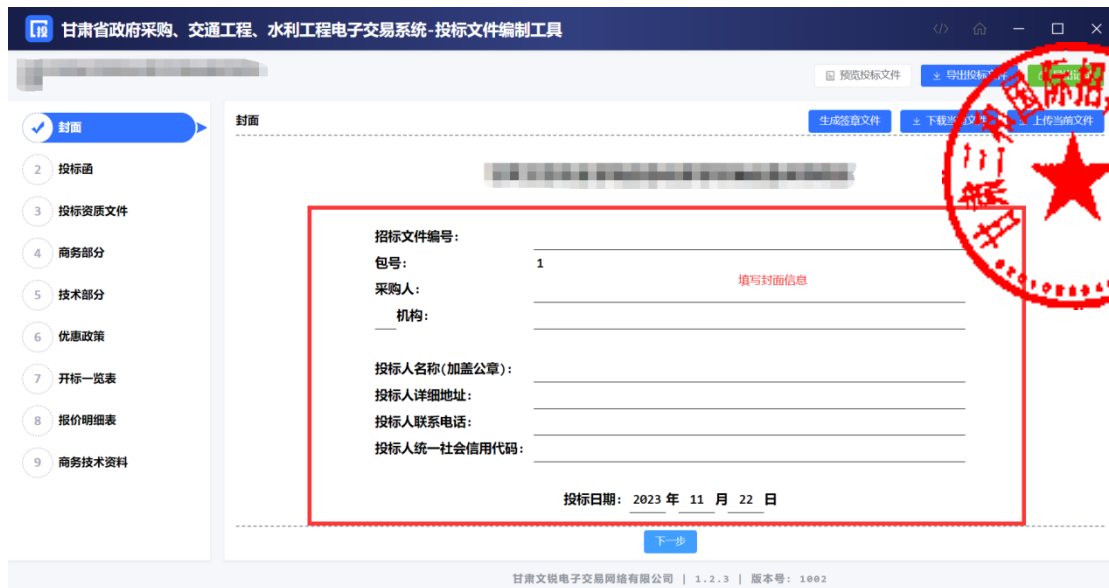 甘肃省政府采购、交通工程、水利工程电子交易系统-投标文件编制工具
预览投标文件
导出投标文件
封面
2 投标函
3 投标资质文件
4 商务部分
5 技术部分
6 优惠政策
7 开标一览表
8 报价明细表
9 商务技术资料
封面
生成签章文件 下载当前文件 上传当前文件
招标文件编号:
包号: 1
填写封面信息
采购人:
机构:
投标人名称(加盖公章):
投标人详细地址:
投标人联系电话:
投标人统一社会信用代码:
投标日期: 2023 年 11 月 22 日
下一步
甘肃文锐电子交易网络有限公司 | 1.2.3 | 版本号: 1002